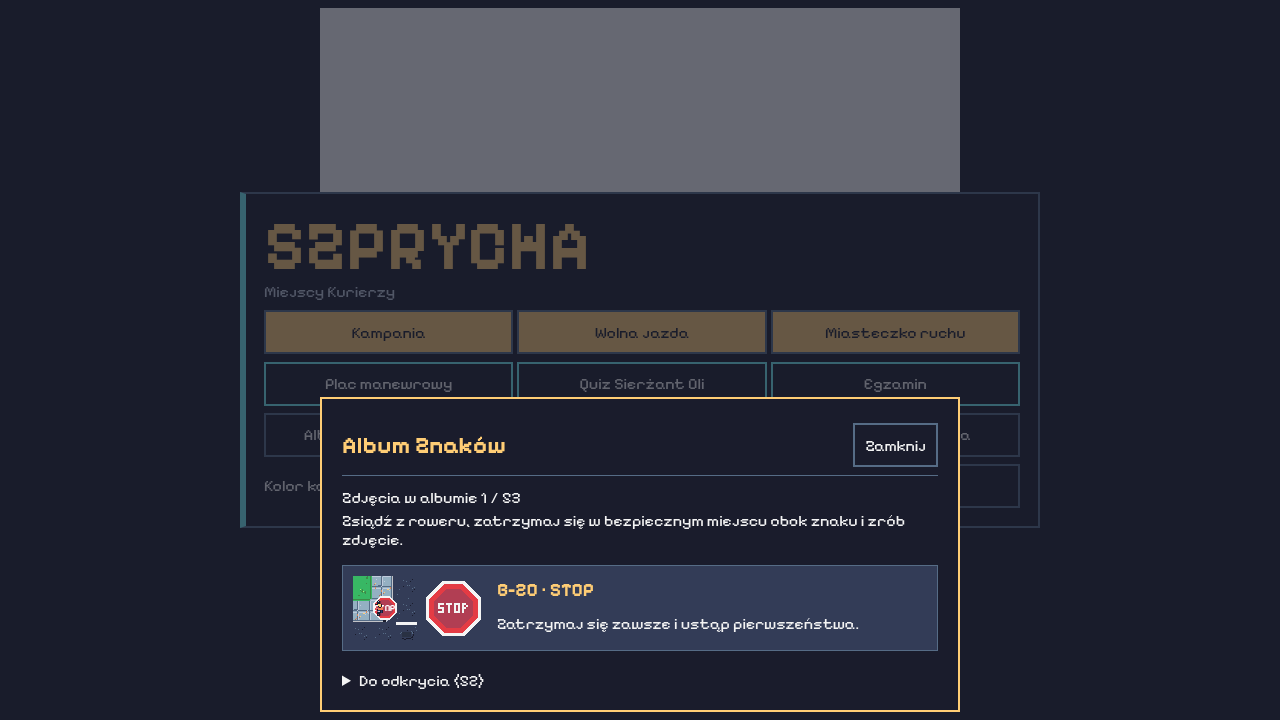 SZPRYCHA
Miejscy Kurierzy
Kampania
Wolna jazda
Miasteczko ruchu
Plac manewrowy
Quiz Sierżant Oli
Egzamin
Album Znaków
Zamknij
Zdjęcia w albumie 1 / 53
Zsiądź z roweru, zatrzymaj się w bezpiecznym miejscu obok znaku i zrób
zdjęcie.
STOP
B-20 · STOP
Zatrzymaj się zawsze i ustąp pierwszeństwa.
Do odkrycia (52)